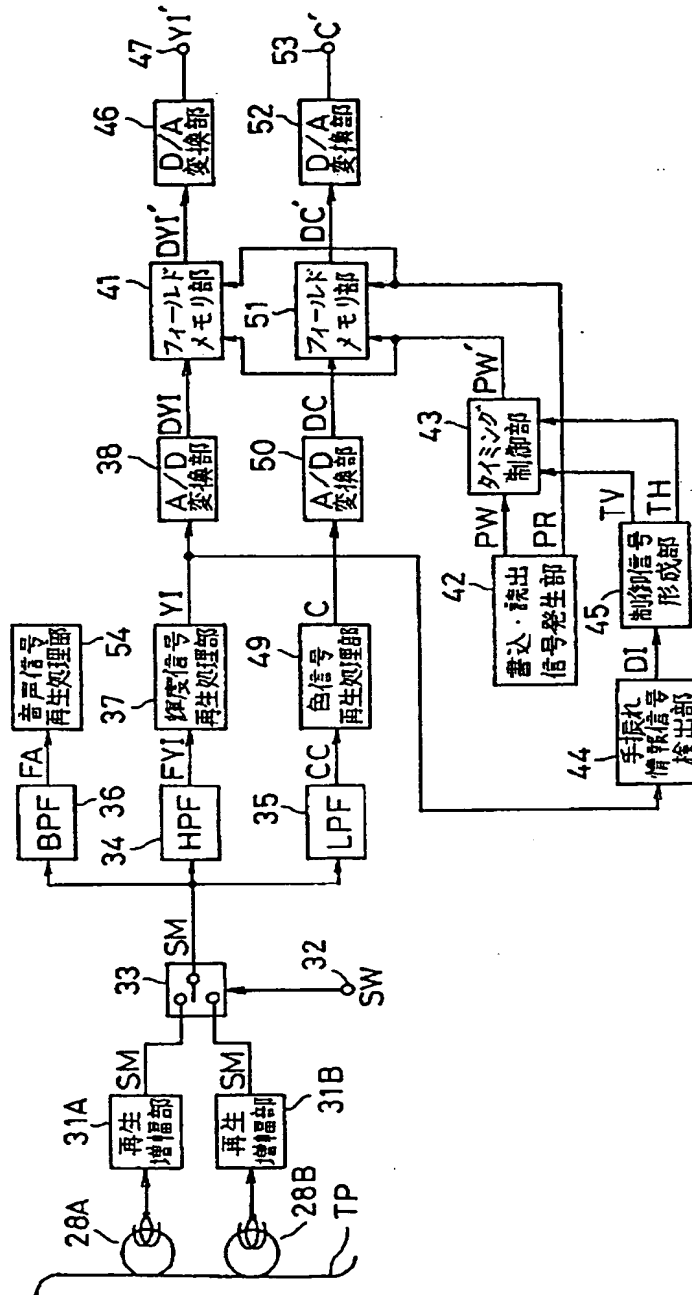 TP
28A
28B
再生
増幅部
31A
再生
増幅部
31B
SM
SM
33
32
SW
SM
BPF
36
FA
音声信号
再生処理部
54
HPF
34
FYI
輝度信号
再生処理部
37
YI
LPF
35
CC
色信号
再生処理部
49
C
A/D
変換部
38
DYI
A/D
変換部
50
DC
フィールド
メモリ部
41
DYI'
フィールド
メモリ部
51
DC'
D/A
変換部
46
47
YI'
D/A
変換部
52
53
C'
書込・読出
信号発生部
42
PW
PR
タイミング
制御部
43
PW'
手振れ
情報信号
検出部
44
DI
制御信号
形成部
45
TV
TH